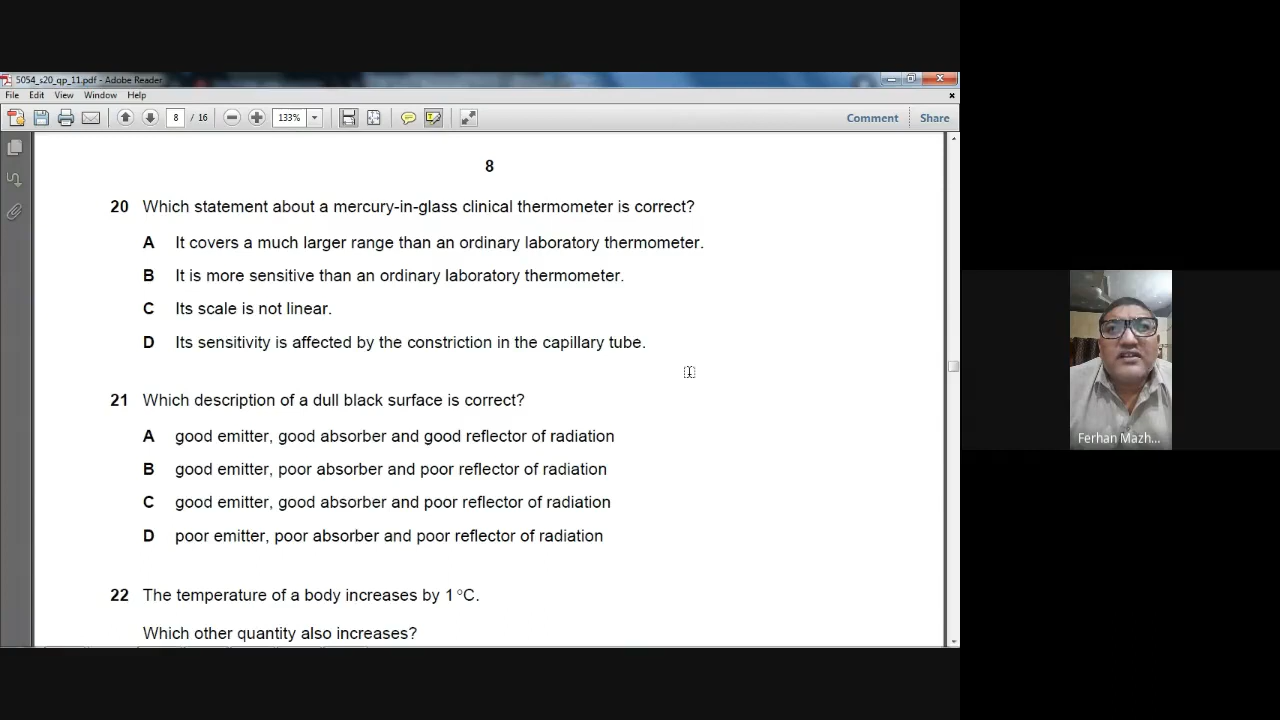 5054_s20_qp_11.pdf - Adobe Reader
File Edit View Window Help
8 / 16 133% Comment Share
8
20 Which statement about a mercury-in-glass clinical thermometer is correct?
A It covers a much larger range than an ordinary laboratory thermometer.
B It is more sensitive than an ordinary laboratory thermometer.
C Its scale is not linear.
D Its sensitivity is affected by the constriction in the capillary tube.
21 Which description of a dull black surface is correct?
A good emitter, good absorber and good reflector of radiation
B good emitter, poor absorber and poor reflector of radiation
C good emitter, good absorber and poor reflector of radiation
D poor emitter, poor absorber and poor reflector of radiation
22 The temperature of a body increases by 1 °C.
Which other quantity also increases?
Ferhan Mazh...